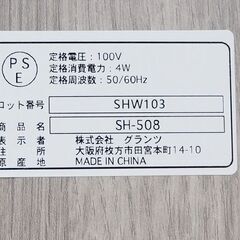 PS
E
定格電圧：100V
定格消費電力：4W
定格周波数：50/60Hz
ロット番号 SHW103
商品名 SH-508
表示者 株式会社 グランツ
大阪府枚方市田宮本町14-10
原産地 MADE IN CHINA